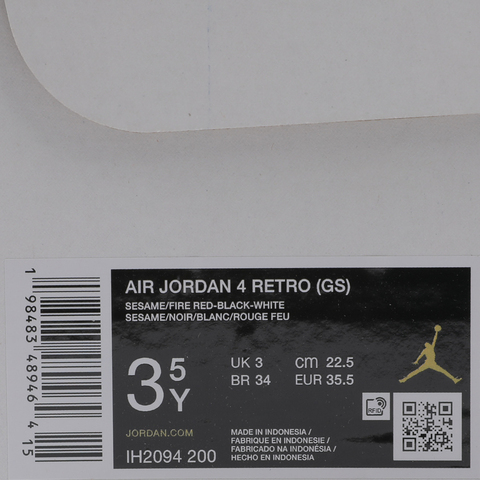 AIR JORDAN 4 RETRO (GS)
SESAME/FIRE RED-BLACK-WHITE
SESAME/NOIR/BLANC/ROUGE FEU
3 5 Y
UK 3 cm 22.5
BR 34 EUR 35.5
RFID
JORDAN.COM
IH2094 200
MADE IN INDONESIA /
FABRIQUE EN INDONESIE /
FABRICADO NA INDONÉSIA /
HECHO EN INDONESIA
1 98483 48946 4 15